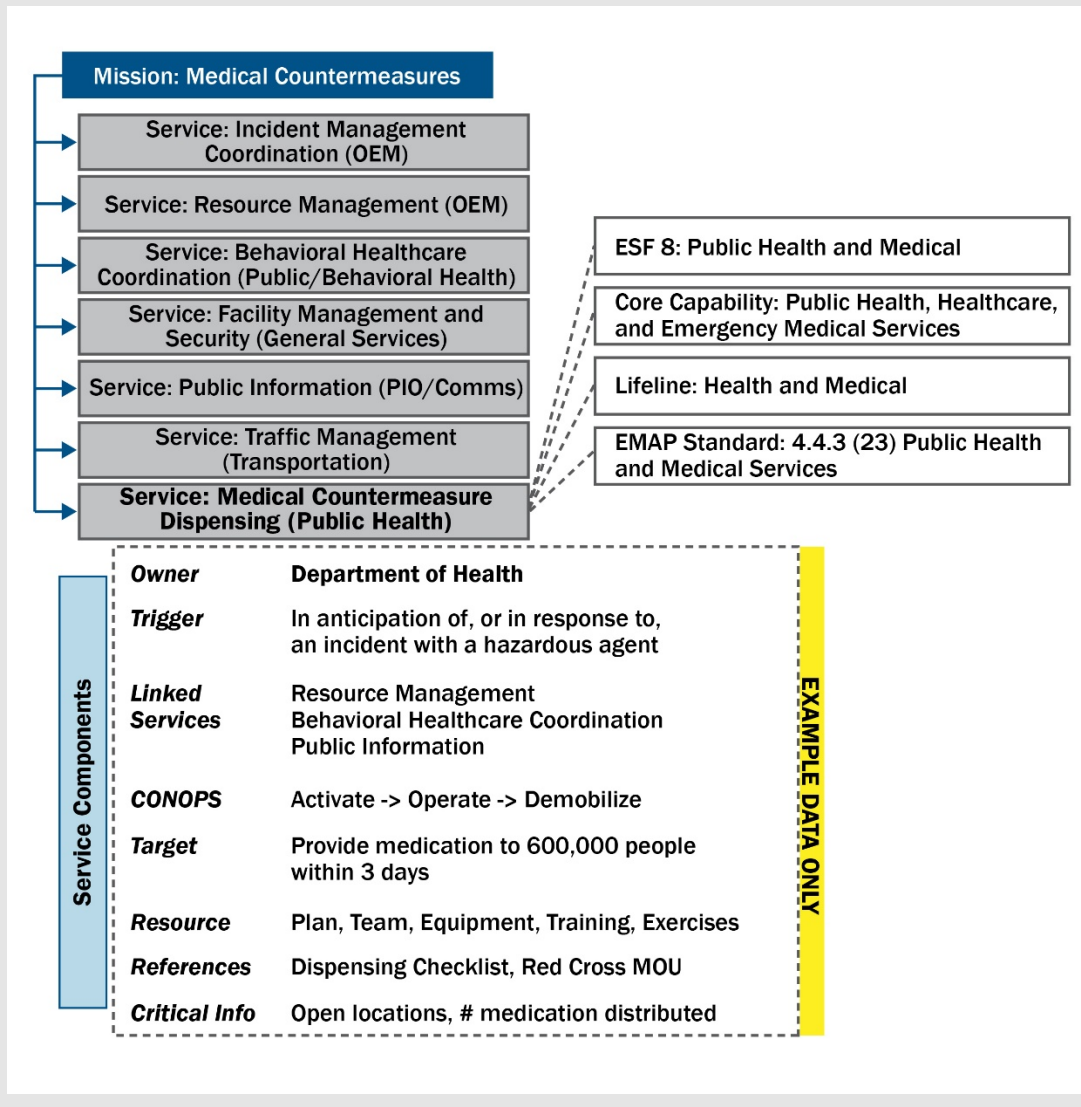 Mission: Medical Countermeasures
Service: Incident Management
Coordination (OEM)
Service: Resource Management (OEM)
Service: Behavioral Healthcare
Coordination (Public/Behavioral Health)
Service: Facility Management and
Security (General Services)
Service: Public Information (PIO/Comms)
Service: Traffic Management
(Transportation)
Service: Medical Countermeasure
Dispensing (Public Health)
ESF 8: Public Health and Medical
Core Capability: Public Health, Healthcare,
and Emergency Medical Services
Lifeline: Health and Medical
EMAP Standard: 4.4.3 (23) Public Health
and Medical Services
Service Components
Owner Department of Health
Trigger In anticipation of, or in response to,
an incident with a hazardous agent
Linked Resource Management
Services Behavioral Healthcare Coordination
Public Information
CONOPS Activate -> Operate -> Demobilize
Target Provide medication to 600,000 people
within 3 days
Resource Plan, Team, Equipment, Training, Exercises
References Dispensing Checklist, Red Cross MOU
Critical Info Open locations, # medication distributed
EXAMPLE DATA ONLY